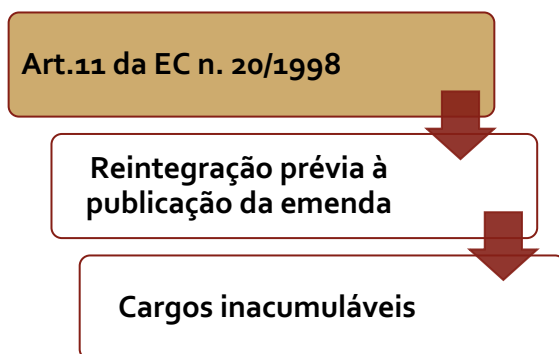 Art.11 da EC n. 20/1998
Reintegração prévia à
publicação da emenda
Cargos inacumuláveis